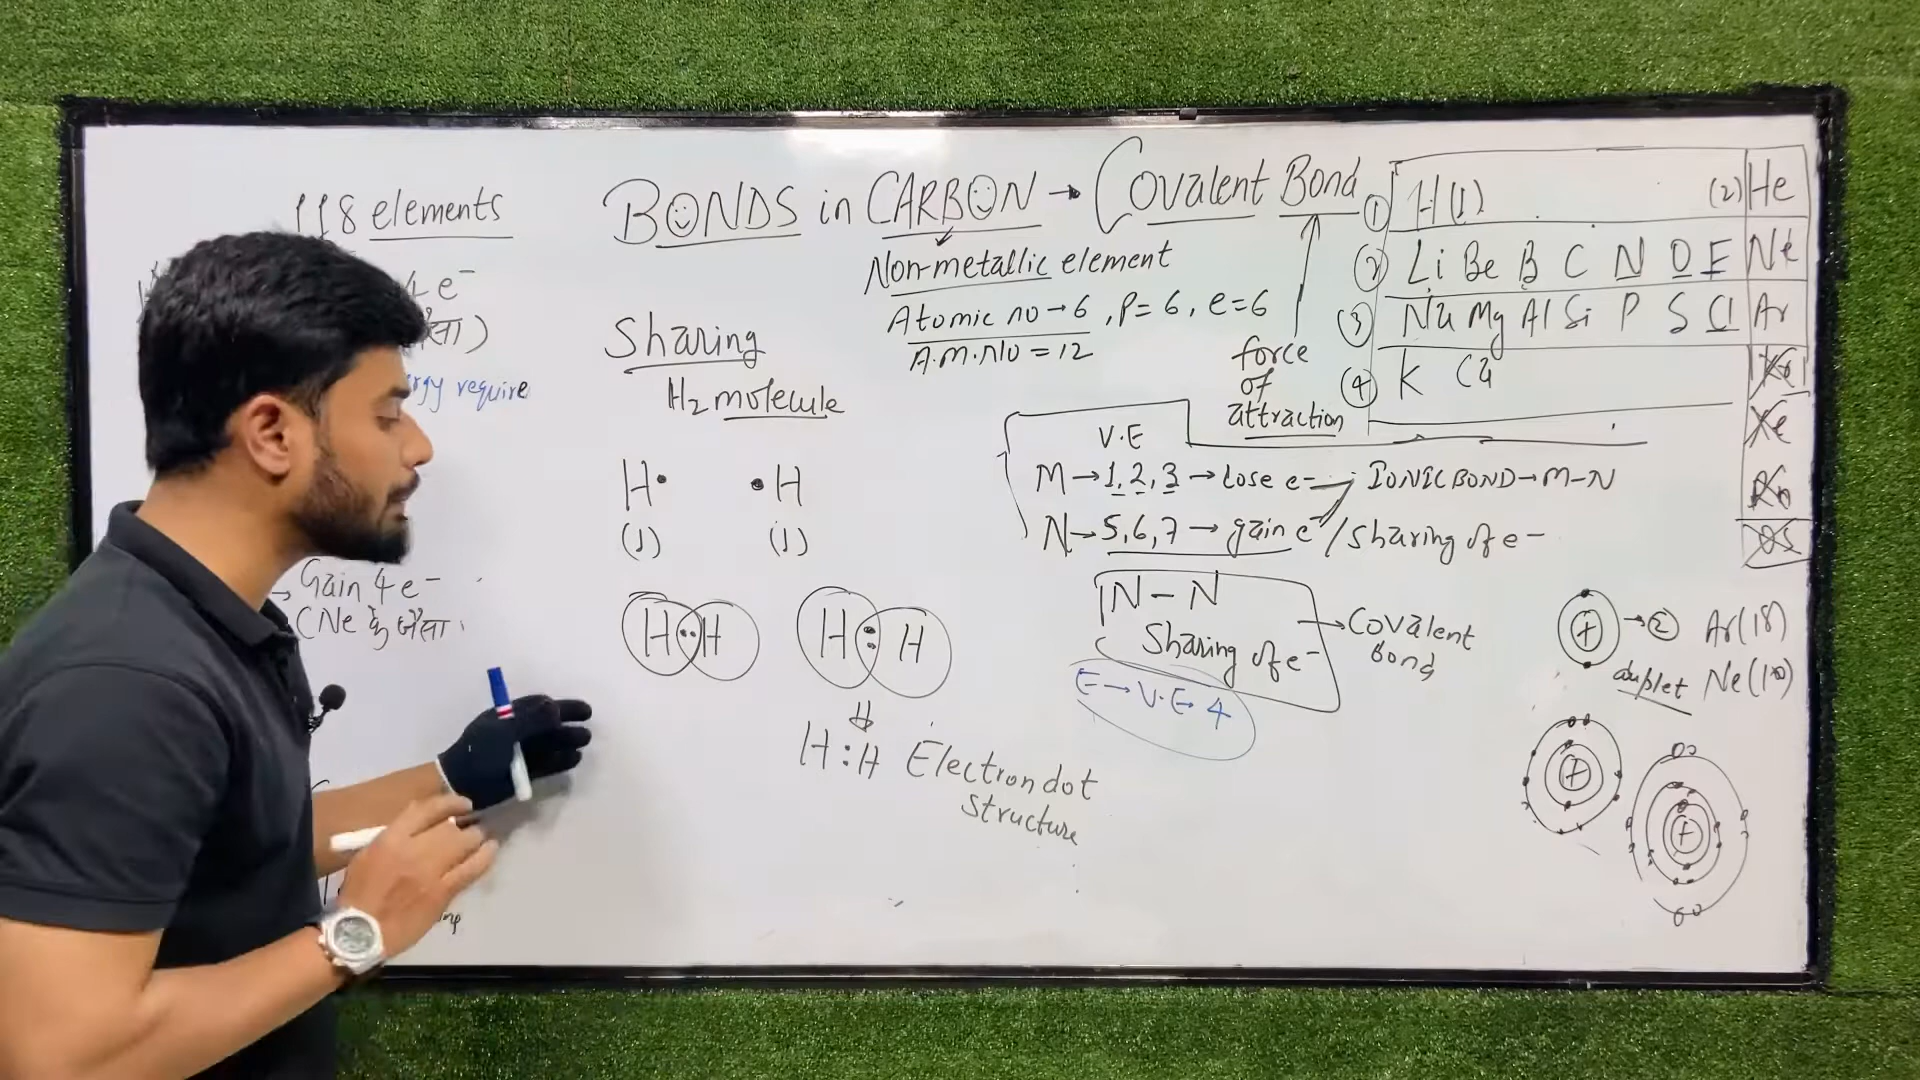 118 elements
4 e⁻
require
Gain 4 e⁻
(Ne के जैसा
BONDS in CARBON → Covalent Bond
Non-metallic element
Atomic no → 6, P = 6, e = 6
A.m.No = 12
force
of
attraction
Sharing
H₂ molecule
H• •H
(1) (1)
H••H H:H
H:H Electron dot
structure
V.E
M → 1, 2, 3 → Lose e⁻ IONIC BOND → M-N
N → 5, 6, 7 → gain e⁻ / Sharing of e⁻
N - N
Sharing of e⁻
→ Covalent
Bond
V.E → 4
① H(1) (2) He
② Li Be B C N O F Ne
(3) Na Mg Al Si P S Cl Ar
④ K Ca
Xe
Rn
+ → ② Ar(18)
duplet Ne(10)
+
+